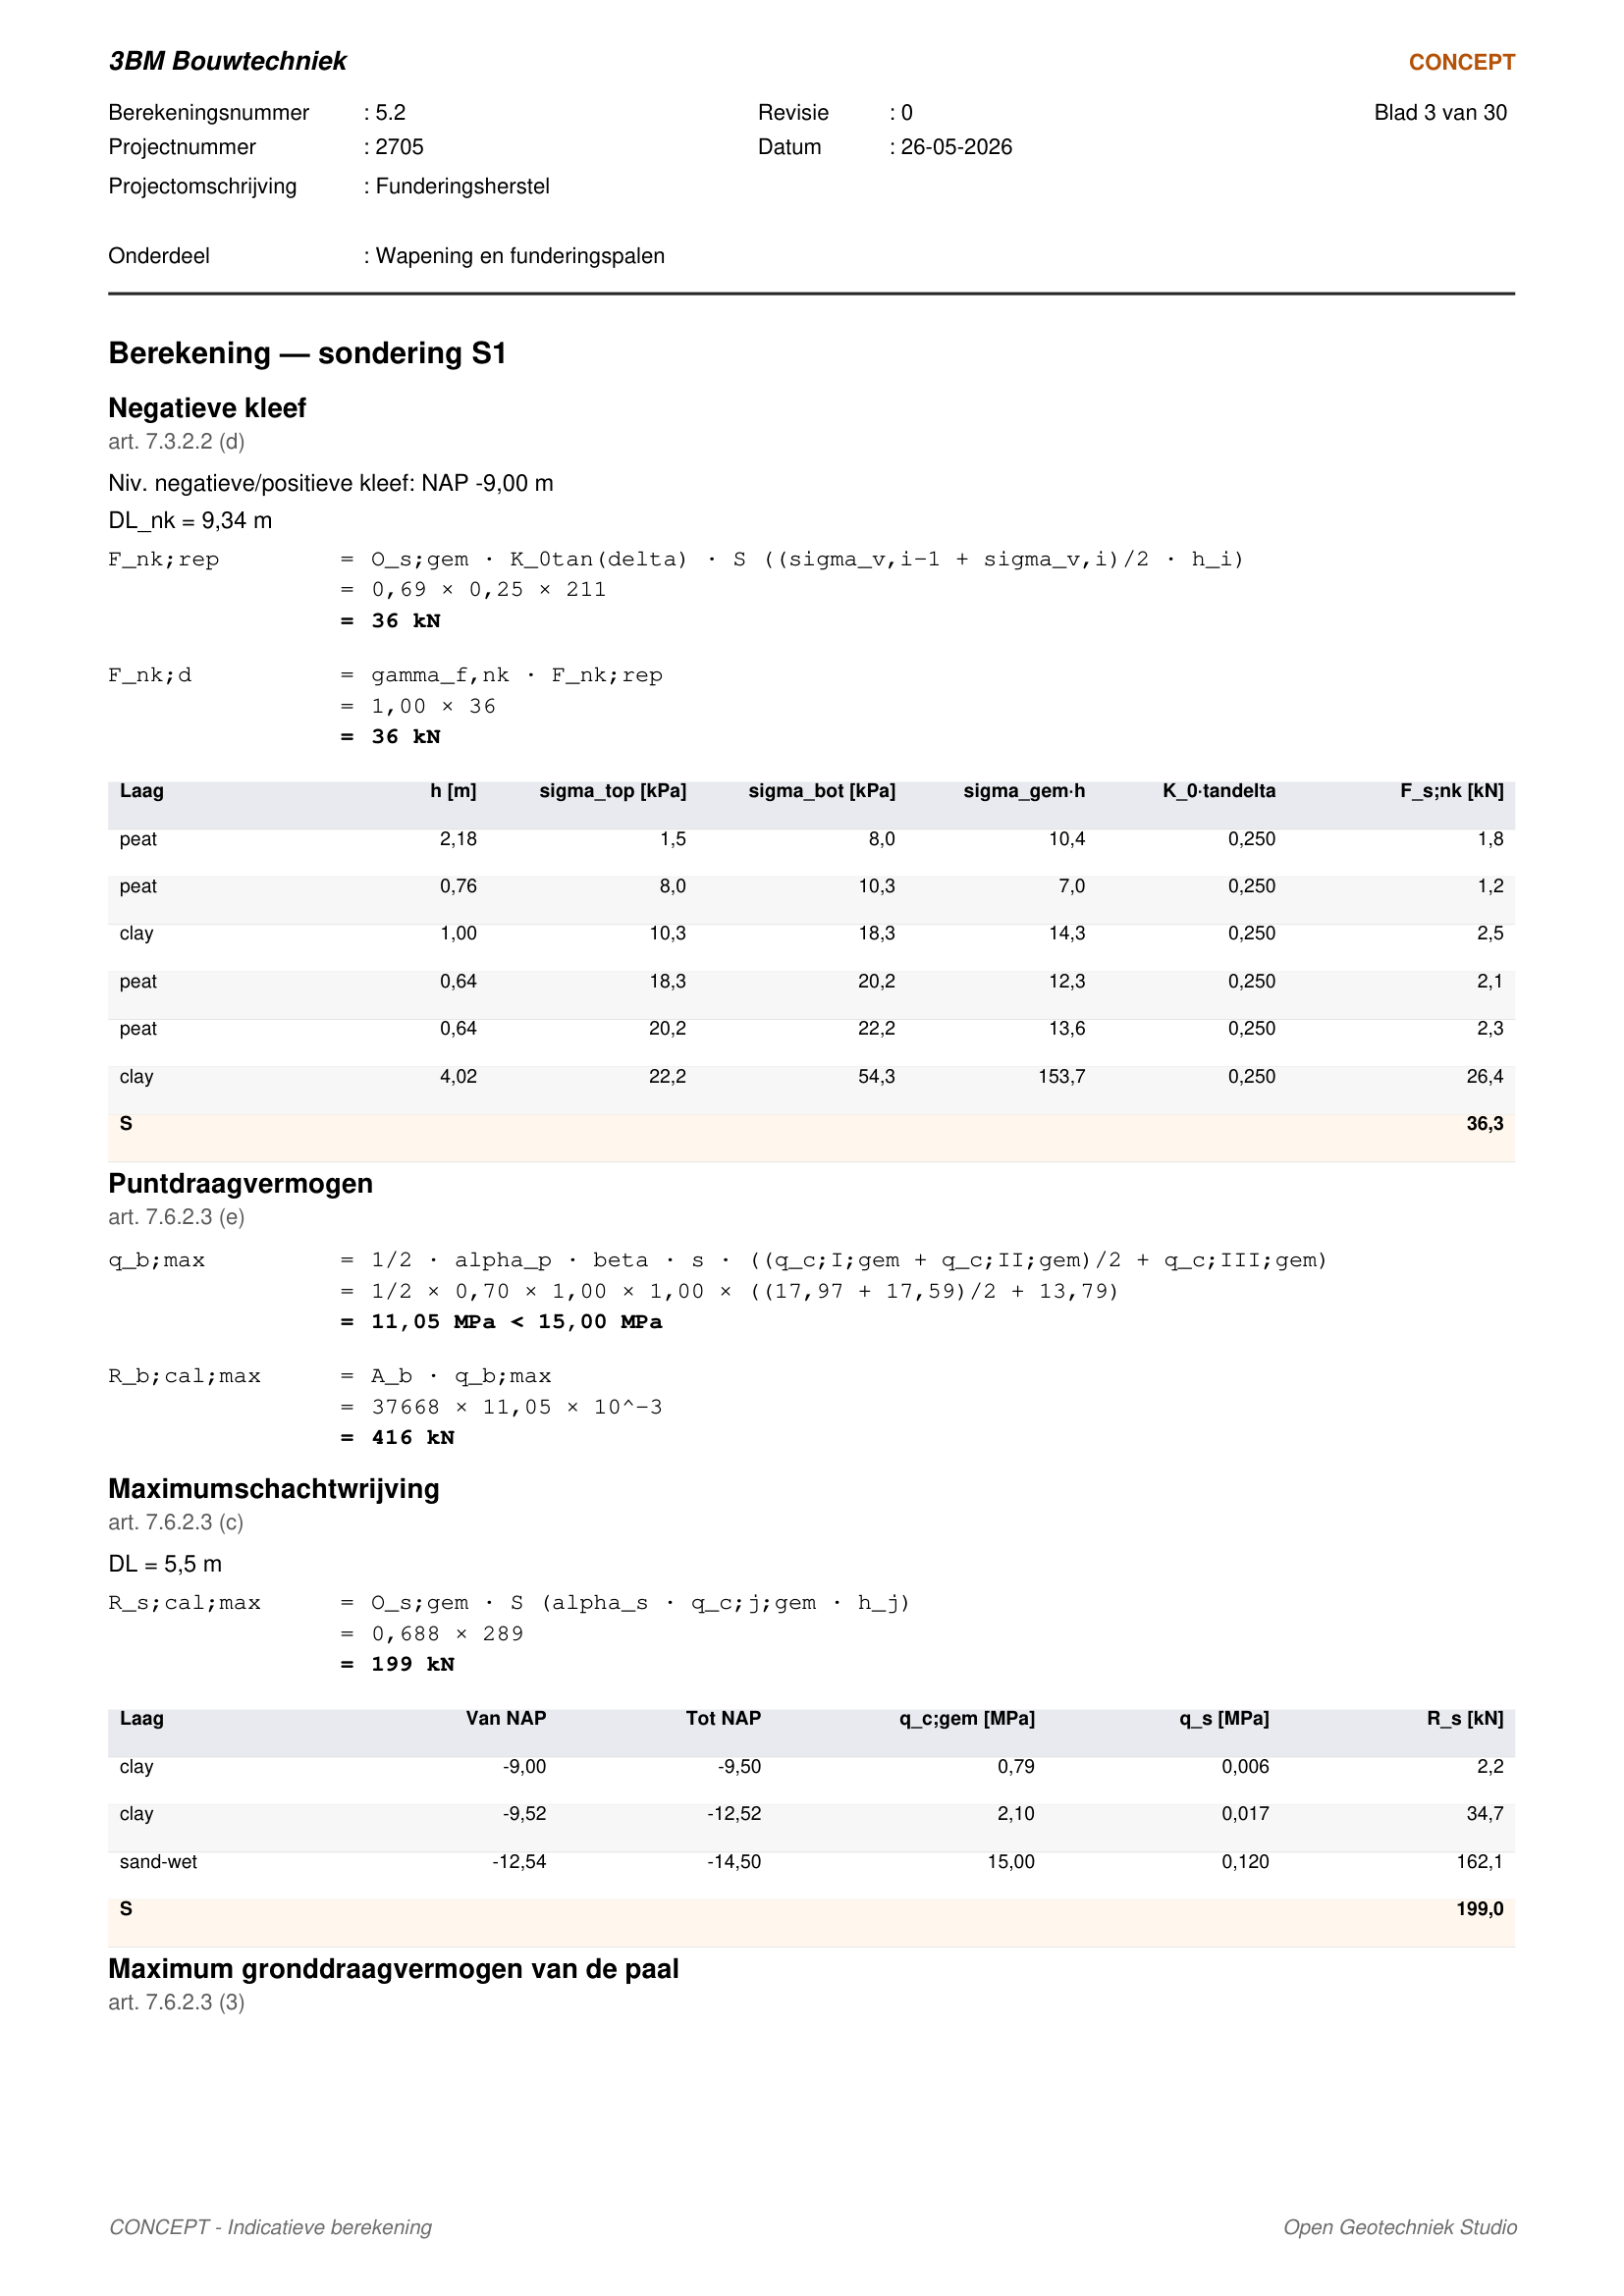 3BM Bouwtechniek CONCEPT
Berekeningsnummer : 5.2 Revisie : 0 Blad 3 van 30
Projectnummer : 2705 Datum : 26-05-2026
Projectomschrijving : Funderingsherstel
Onderdeel : Wapening en funderingspalen
Berekening — sondering S1
Negatieve kleef
art. 7.3.2.2 (d)
Niv. negatieve/positieve kleef: NAP -9,00 m
DL_nk = 9,34 m
F_nk;rep = O_s;gem · K_0tan(delta) · S ((sigma_v,i-1 + sigma_v,i)/2 · h_i)
= 0,69 × 0,25 × 211
= 36 kN
F_nk;d = gamma_f,nk · F_nk;rep
= 1,00 × 36
= 36 kN
Laag h [m] sigma_top [kPa] sigma_bot [kPa] sigma_gem·h K_0·tandelta F_s;nk [kN]
peat 2,18 1,5 8,0 10,4 0,250 1,8
peat 0,76 8,0 10,3 7,0 0,250 1,2
clay 1,00 10,3 18,3 14,3 0,250 2,5
peat 0,64 18,3 20,2 12,3 0,250 2,1
peat 0,64 20,2 22,2 13,6 0,250 2,3
clay 4,02 22,2 54,3 153,7 0,250 26,4
S 36,3
Puntdraagvermogen
art. 7.6.2.3 (e)
q_b;max = 1/2 · alpha_p · beta · s · ((q_c;I;gem + q_c;II;gem)/2 + q_c;III;gem)
= 1/2 × 0,70 × 1,00 × 1,00 × ((17,97 + 17,59)/2 + 13,79)
= 11,05 MPa < 15,00 MPa
R_b;cal;max = A_b · q_b;max
= 37668 × 11,05 × 10^-3
= 416 kN
Maximumschachtwrijving
art. 7.6.2.3 (c)
DL = 5,5 m
R_s;cal;max = O_s;gem · S (alpha_s · q_c;j;gem · h_j)
= 0,688 × 289
= 199 kN
Laag Van NAP Tot NAP q_c;gem [MPa] q_s [MPa] R_s [kN]
clay -9,00 -9,50 0,79 0,006 2,2
clay -9,52 -12,52 2,10 0,017 34,7
sand-wet -12,54 -14,50 15,00 0,120 162,1
S 199,0
Maximum gronddraagvermogen van de paal
art. 7.6.2.3 (3)
CONCEPT - Indicatieve berekening Open Geotechniek Studio